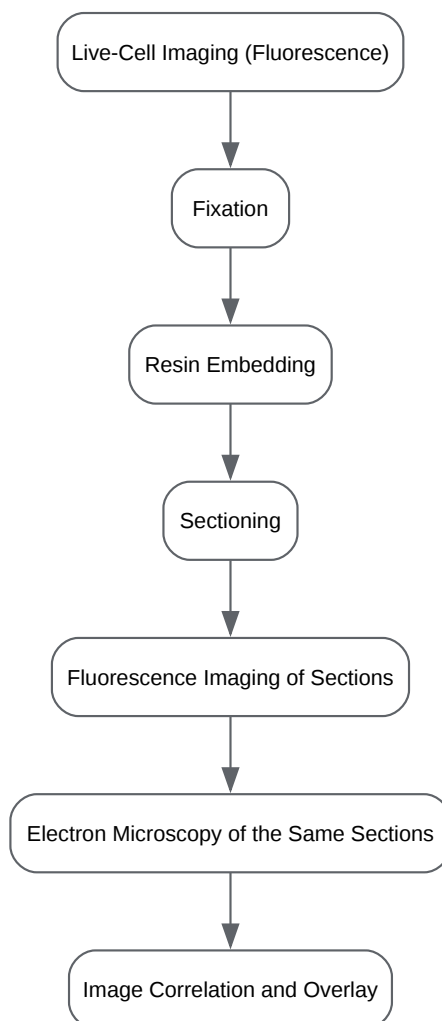 Live-Cell Imaging (Fluorescence)
Fixation
Resin Embedding
Sectioning
Fluorescence Imaging of Sections
Electron Microscopy of the Same Sections
Image Correlation and Overlay